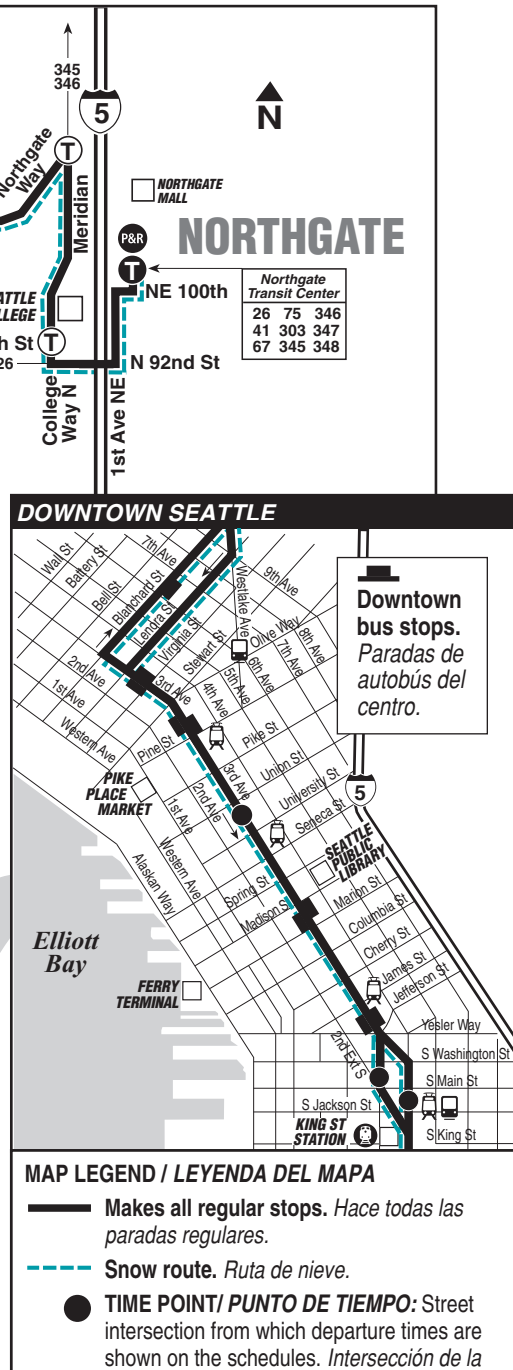 345
346
5
N
Northgate
Way
T
Meridian
NORTHGATE
MALL
P&R
NORTHGATE
T
NE 100th
Northgate
Transit Center
26 75 346
41 303 347
67 345 348
ATTLE
LLEGE
h St
T
26
N 92nd St
College
Way N
1st Ave NE
DOWNTOWN SEATTLE
Wall St
Battery St
7th Ave
Bell St
Blanchard St
Lendra St
Virginia St
Westlake Ave
9th Ave
Stewart St
Olive Way
8th Ave
7th Ave
6th Ave
5th Ave
4th Ave
3rd Ave
2nd Ave
1st Ave
Western Ave
Downtown
bus stops.
Paradas de
autobús del
centro.
Pine St
Pike St
Union St
University St
Seneca St
5
PIKE
PLACE
MARKET
3rd Ave
2nd Ave
1st Ave
Western Ave
Alaskan Way
SEATTLE
PUBLIC
LIBRARY
Spring St
Madison St
Marion St
Columbia St
Cherry St
James St
Jefferson St
Elliott
Bay
FERRY
TERMINAL
Yesler Way
2nd Ext S
S Washington St
S Main St
S Jackson St
KING ST
STATION
S King St
MAP LEGEND / LEYENDA DEL MAPA
Makes all regular stops. Hace todas las
paradas regulares.
Snow route. Ruta de nieve.
TIME POINT/ PUNTO DE TIEMPO: Street
intersection from which departure times are
shown on the schedules. Intersección de la